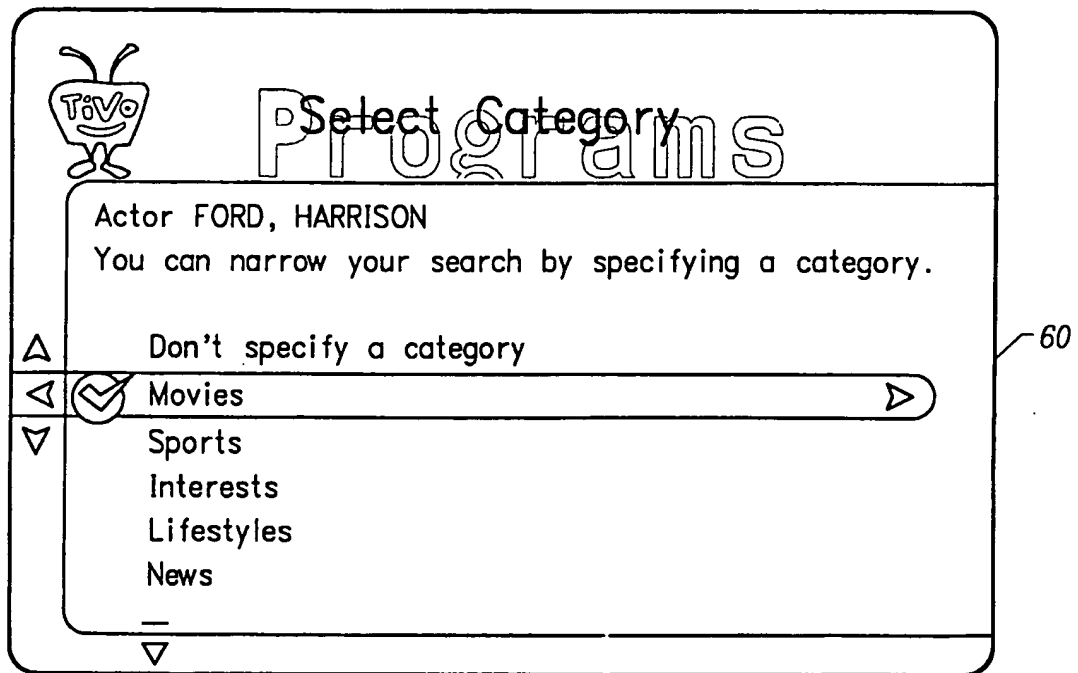 TiVo
Programs
Select Category
Actor FORD, HARRISON
You can narrow your search by specifying a category.
Don't specify a category
60
Movies
Sports
Interests
Lifestyles
News